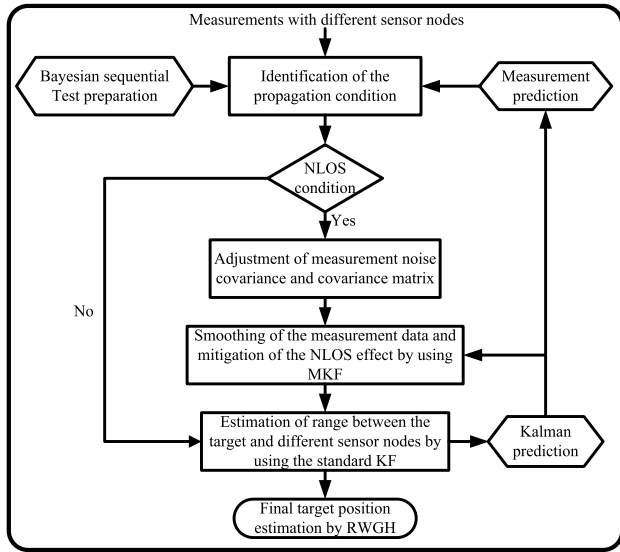 Measurements with different sensor nodes
Bayesian sequential
Test preparation
Identification of the
propagation condition
Measurement
prediction
NLOS
condition
Yes
Adjustment of measurement noise
covariance and covariance matrix
No
Smoothing of the measurement data and
mitigation of the NLOS effect by using
MKF
Estimation of range between the
target and different sensor nodes by
using the standard KF
Kalman
prediction
Final target position
estimation by RWGH